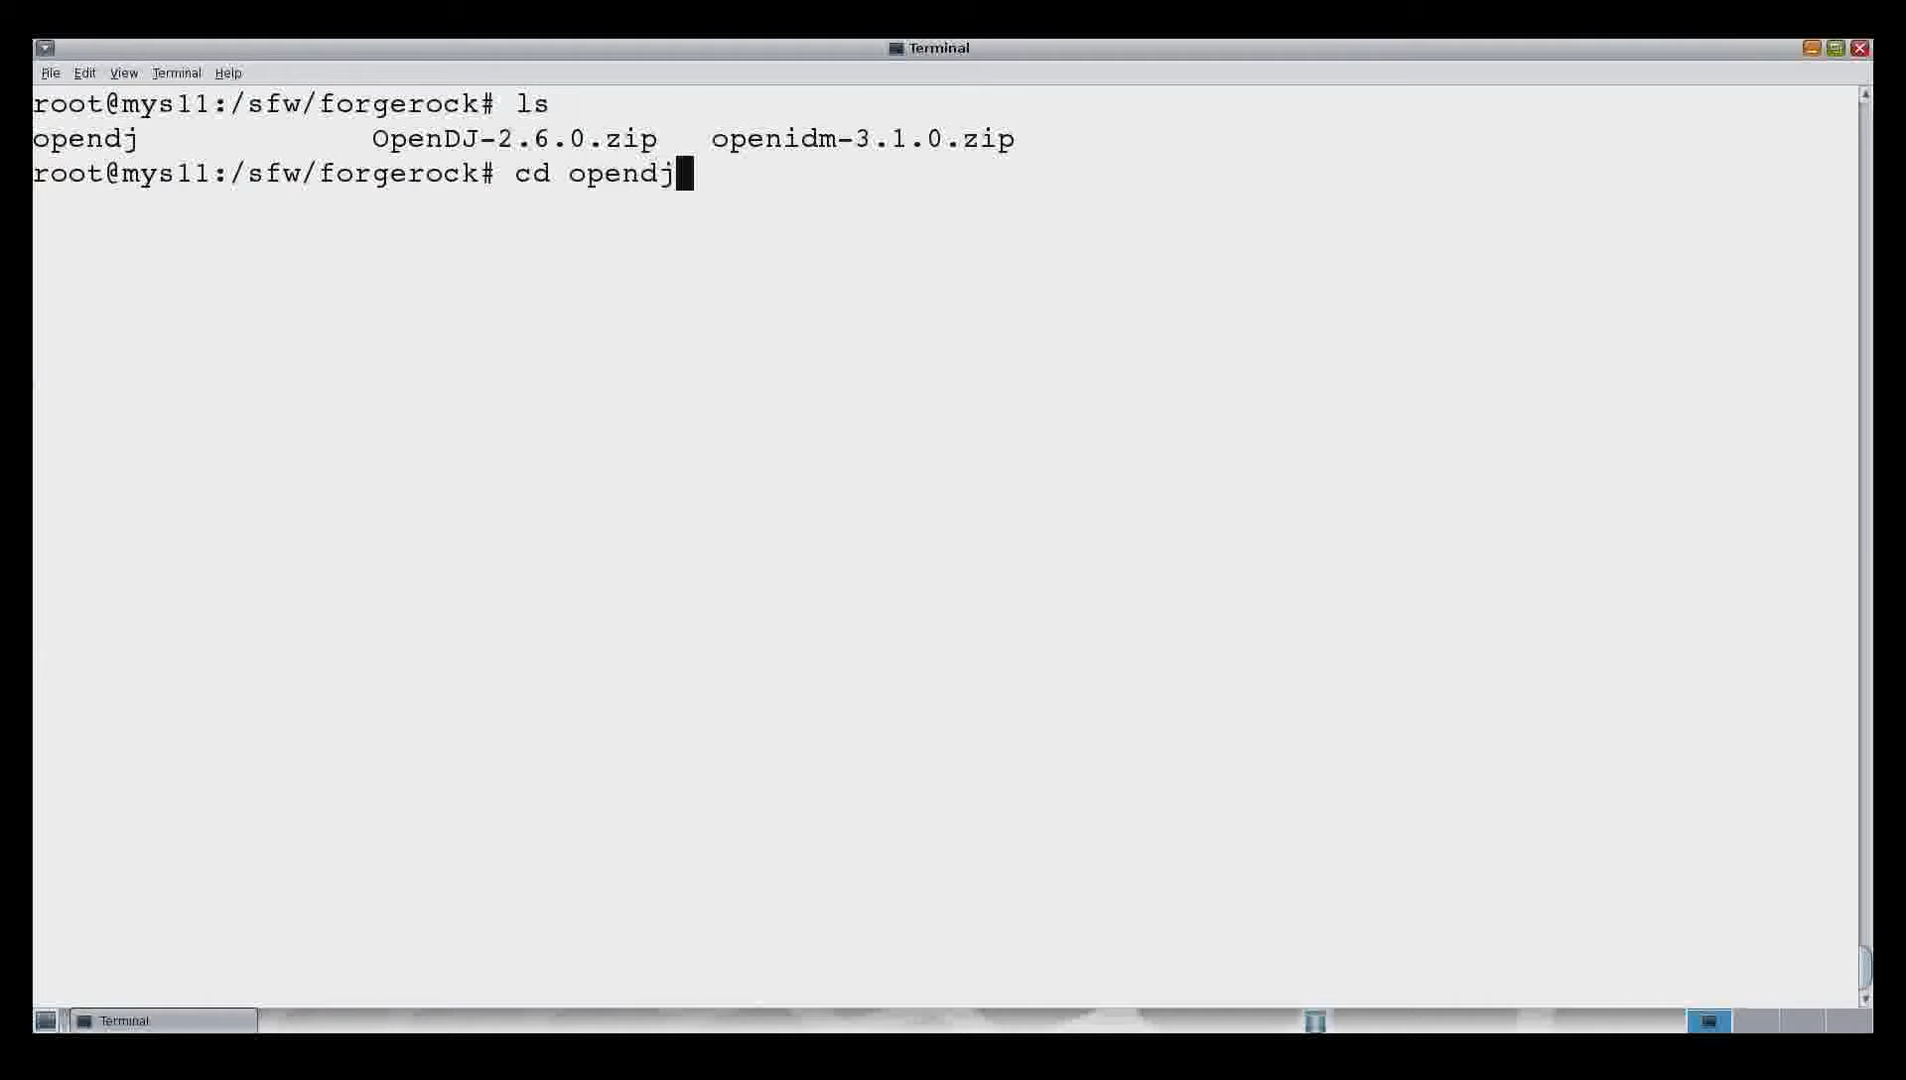 Terminal
File Edit View Terminal Help
root@mys11:/sfw/forgerock# ls
opendj OpenDJ-2.6.0.zip openidm-3.1.0.zip
root@mys11:/sfw/forgerock# cd opendj
Terminal